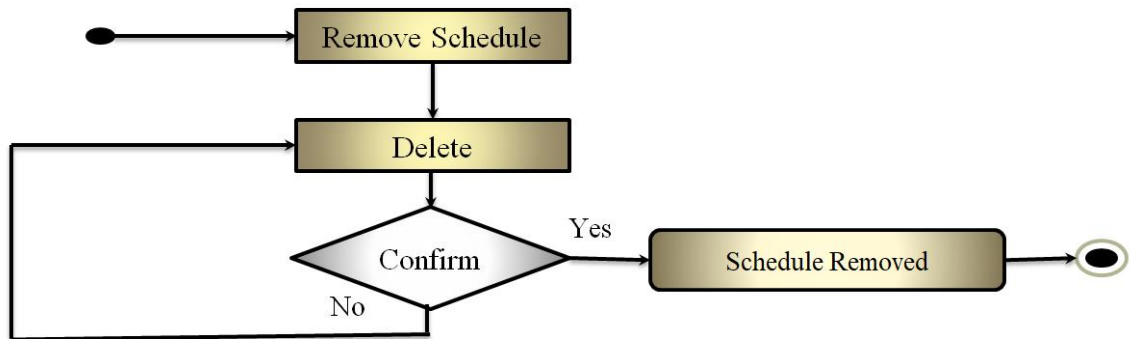 Remove Schedule
Delete
Confirm
Yes
Schedule Removed
No